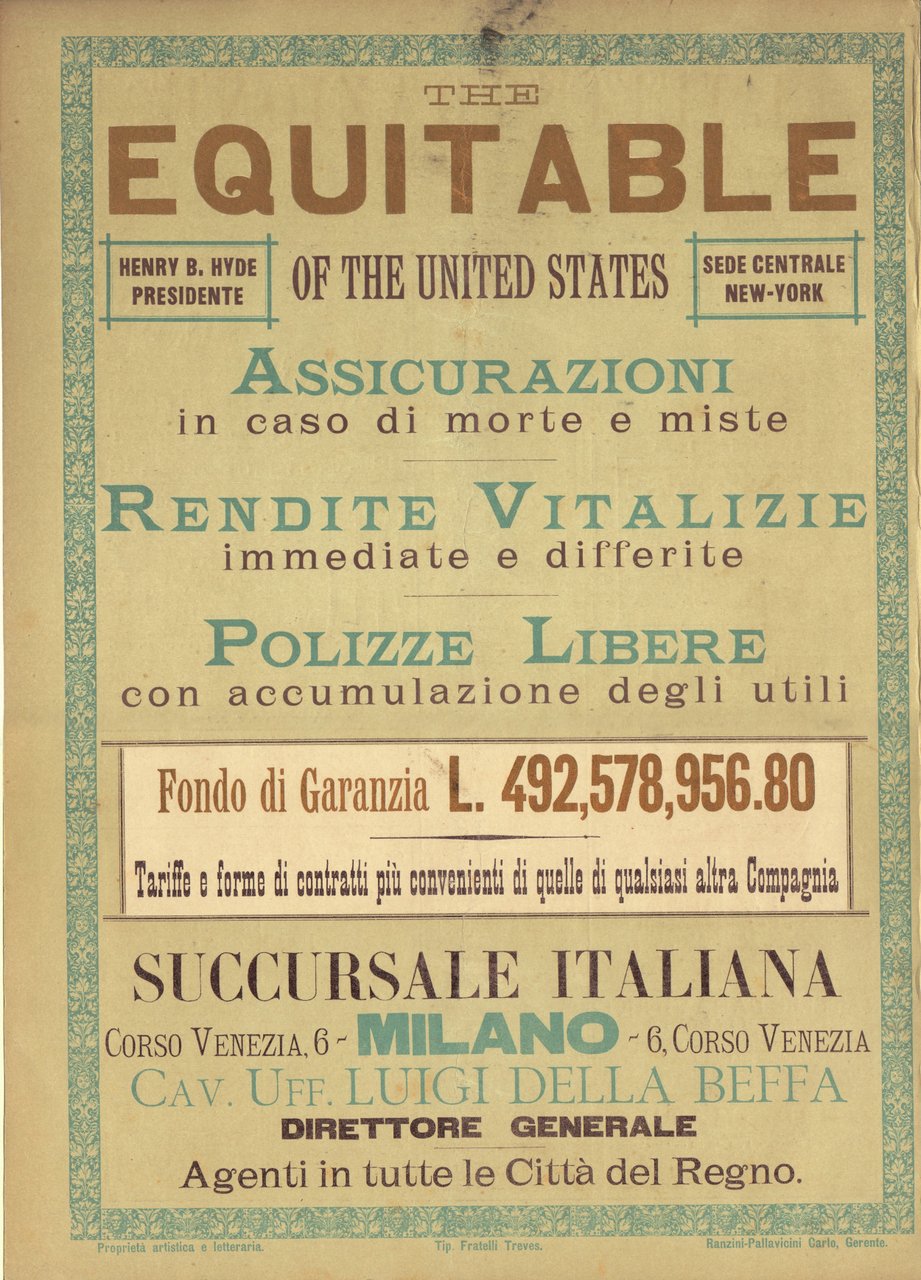 THE
EQUITABLE
HENRY B. HYDE
PRESIDENTE
OF THE UNITED STATES
SEDE CENTRALE
NEW-YORK
ASSICURAZIONI
in caso di morte e miste
RENDITE VITALIZIE
immediate e differite
POLIZZE LIBERE
con accumulazione degli utili
Fondo di Garanzia L. 492,578,956.80
Tariffe e forme di contratti più convenienti di quelle di qualsiasi altra Compagnia
SUCCURSALE ITALIANA
CORSO VENEZIA, 6 - MILANO - 6, CORSO VENEZIA
CAV. UFF. LUIGI DELLA BEFFA
DIRETTORE GENERALE
Agenti in tutte le Città del Regno.
Proprietà artistica e letteraria. Tip. Fratelli Treves. Ranzini-Pallavicini Carlo, Gerente.